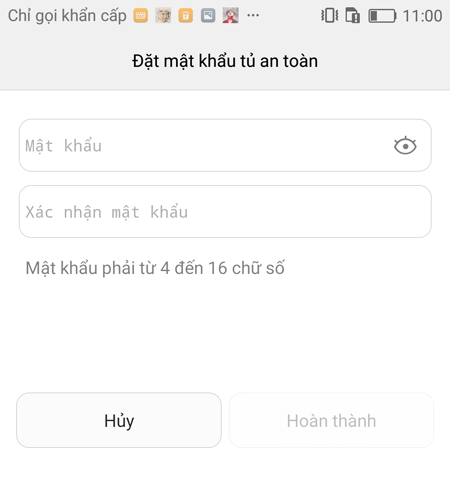 Chỉ gọi khẩn cấp ... 11:00
Đặt mật khẩu tủ an toàn
Mật khẩu
Xác nhận mật khẩu
Mật khẩu phải từ 4 đến 16 chữ số
Hủy Hoàn thành